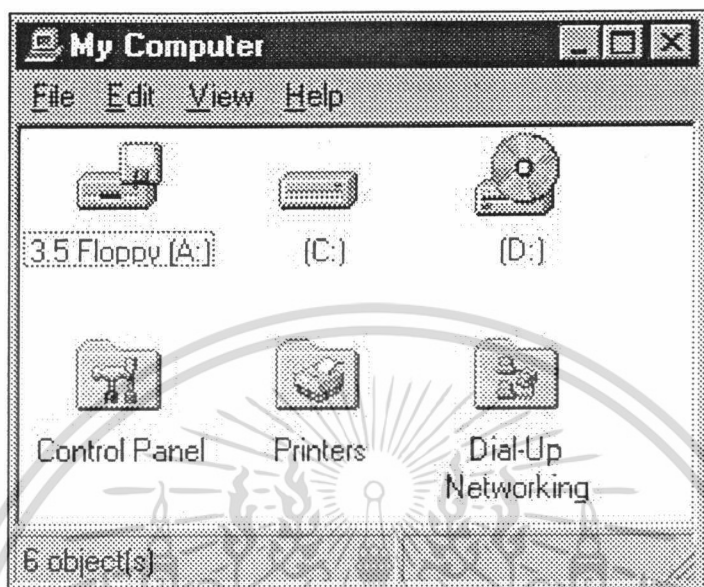 My Computer
File Edit View Help
3.5 Floppy (A:) (C:) (D:)
Control Panel Printers Dial-Up
Networking
6 object(s)